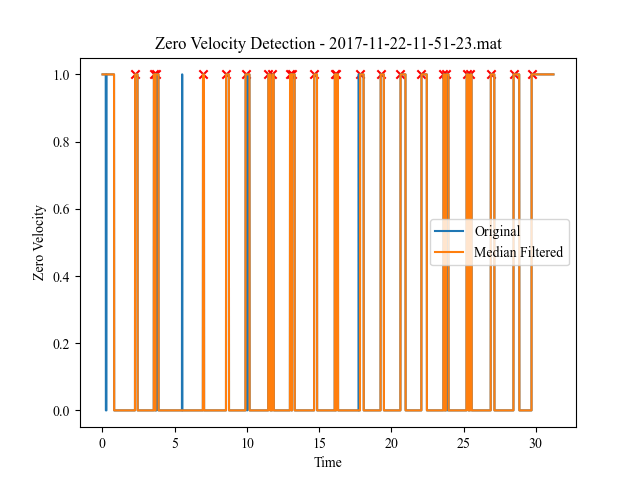 Zero Velocity Detection - 2017-11-22-11-51-23.mat
1.0
0.8
0.6
0.4
0.2
0.0
Zero Velocity
Original
Median Filtered
0 5 10 15 20 25 30
Time